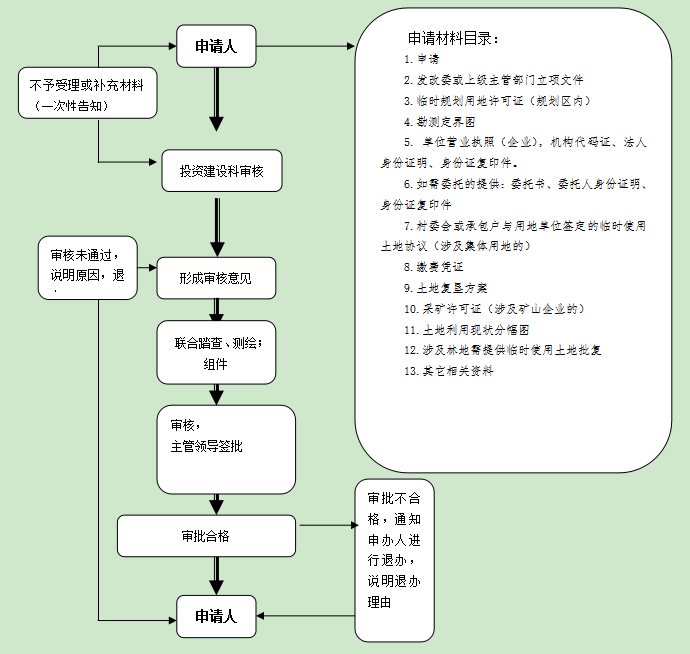 申请人
不予受理或补充材料
（一次性告知）
投资建设科审核
审核未通过，
说明原因，退
形成审核意见
联合踏查、测绘；
组件
审核，
主管领导签批
审批合格
审批不合
格，通知
申办人进
行退办，
说明退办
理由
申请人
申请材料目录：
1.申请
2.发改委或上级主管部门立项文件
3.临时规划用地许可证（规划区内）
4.勘测定界图
5. 单位营业执照（企业），机构代码证、法人
身份证明、身份证复印件。
6.如需委托的提供：委托书、委托人身份证明、
身份证复印件
7.村委会或承包户与用地单位签定的临时使用
土地协议（涉及集体用地的）
8.缴费凭证
9.土地复垦方案
10.采矿许可证（涉及矿山企业的）
11.土地利用现状分幅图
12.涉及林地需提供临时使用土地批复
13.其它相关资料